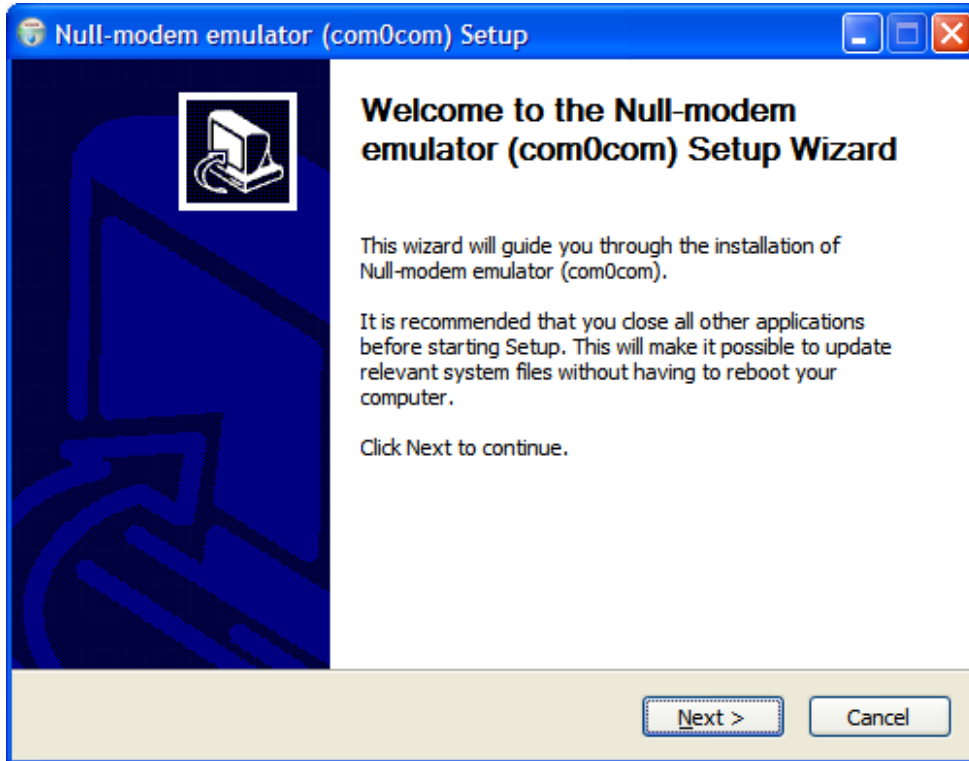 Null-modem emulator (com0com) Setup
Welcome to the Null-modem
emulator (com0com) Setup Wizard
This wizard will guide you through the installation of
Null-modem emulator (com0com).
It is recommended that you close all other applications
before starting Setup. This will make it possible to update
relevant system files without having to reboot your
computer.
Click Next to continue.
Next >
Cancel